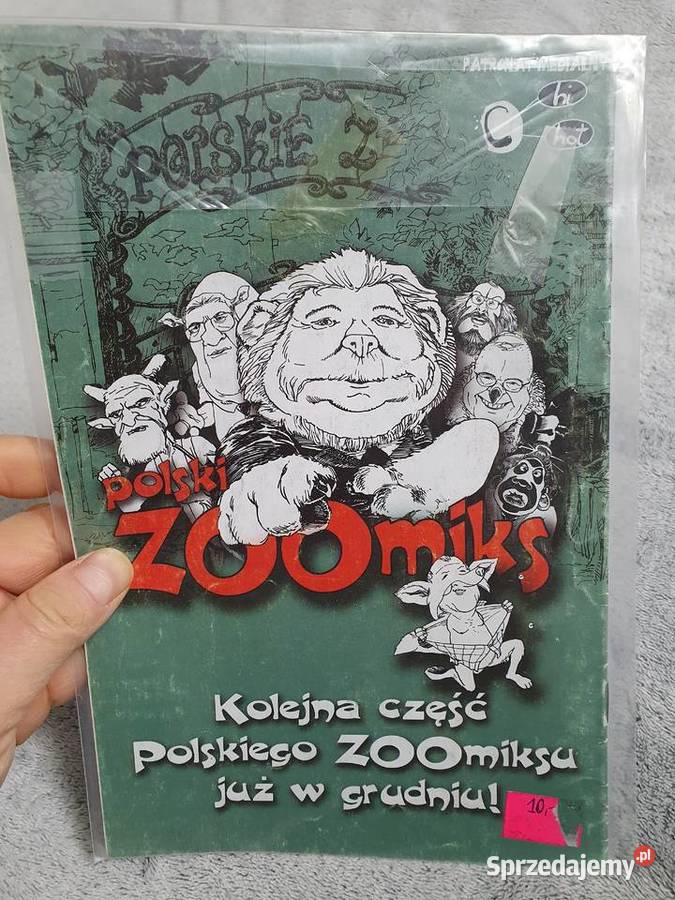 PATRONAT MEDIALNY
C hi
hot
POLSKIE Z
polski
ZOOmiks
Kolejna część
Polskiego ZOOmiksu
już w grudniu!
10,-
Sprzedajemy.pl